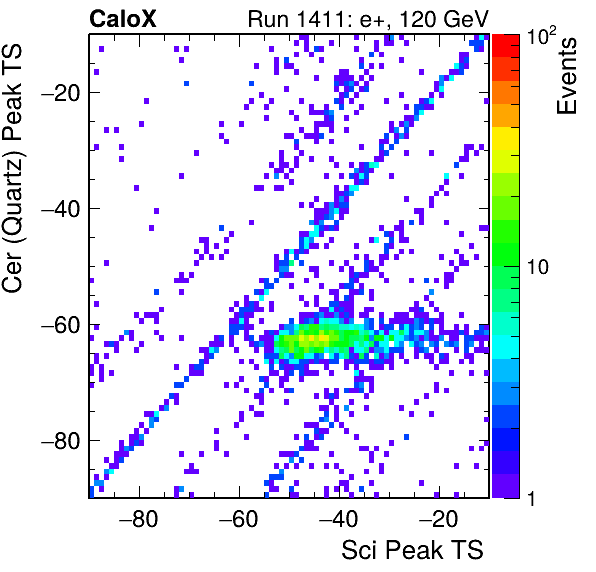 CaloX Run 1411: e+, 120 GeV
Cer (Quartz) Peak TS
−20
−40
−60
−80
−80 −60 −40 −20
Sci Peak TS
10²
10
1
Events